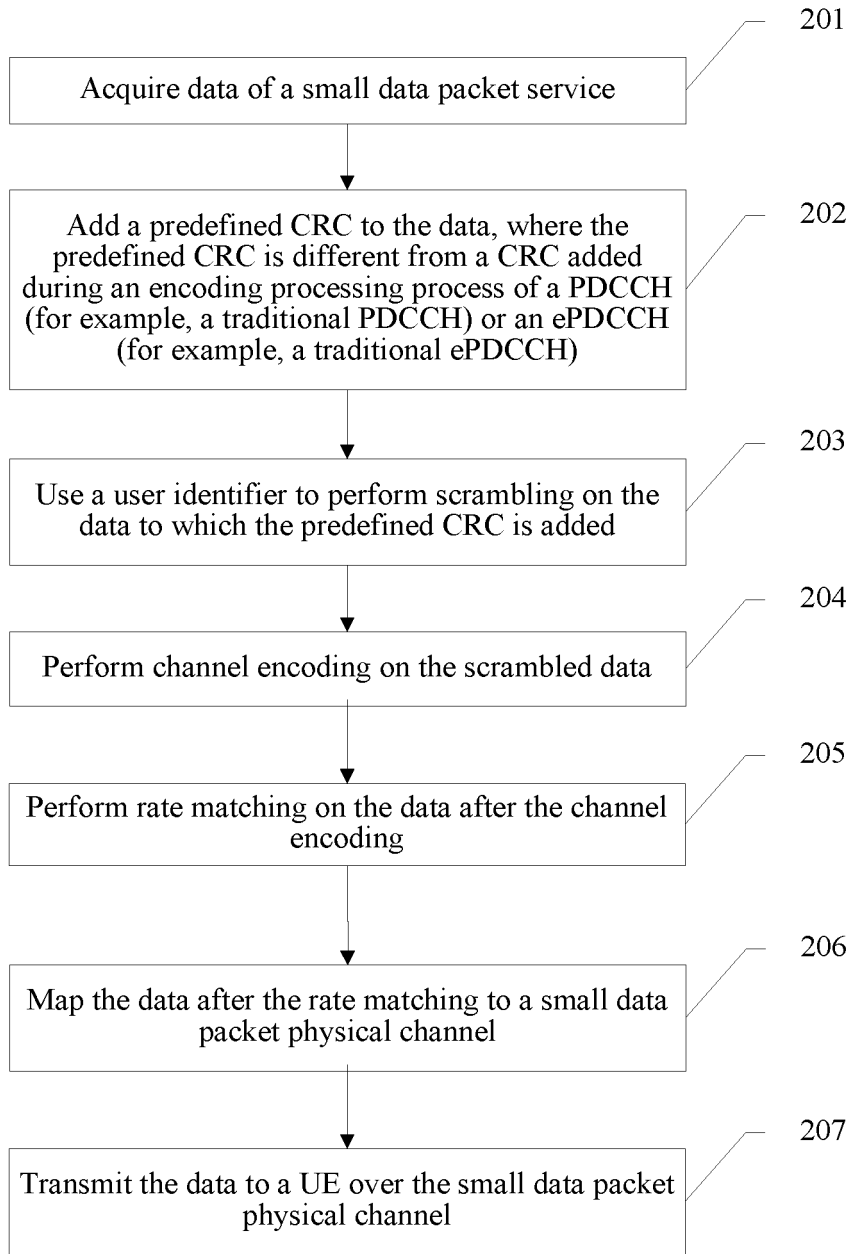 201
Acquire data of a small data packet service
202
Add a predefined CRC to the data, where the
predefined CRC is different from a CRC added
during an encoding processing process of a PDCCH
(for example, a traditional PDCCH) or an ePDCCH
(for example, a traditional ePDCCH)
203
Use a user identifier to perform scrambling on the
data to which the predefined CRC is added
204
Perform channel encoding on the scrambled data
205
Perform rate matching on the data after the channel
encoding
206
Map the data after the rate matching to a small data
packet physical channel
207
Transmit the data to a UE over the small data packet
physical channel